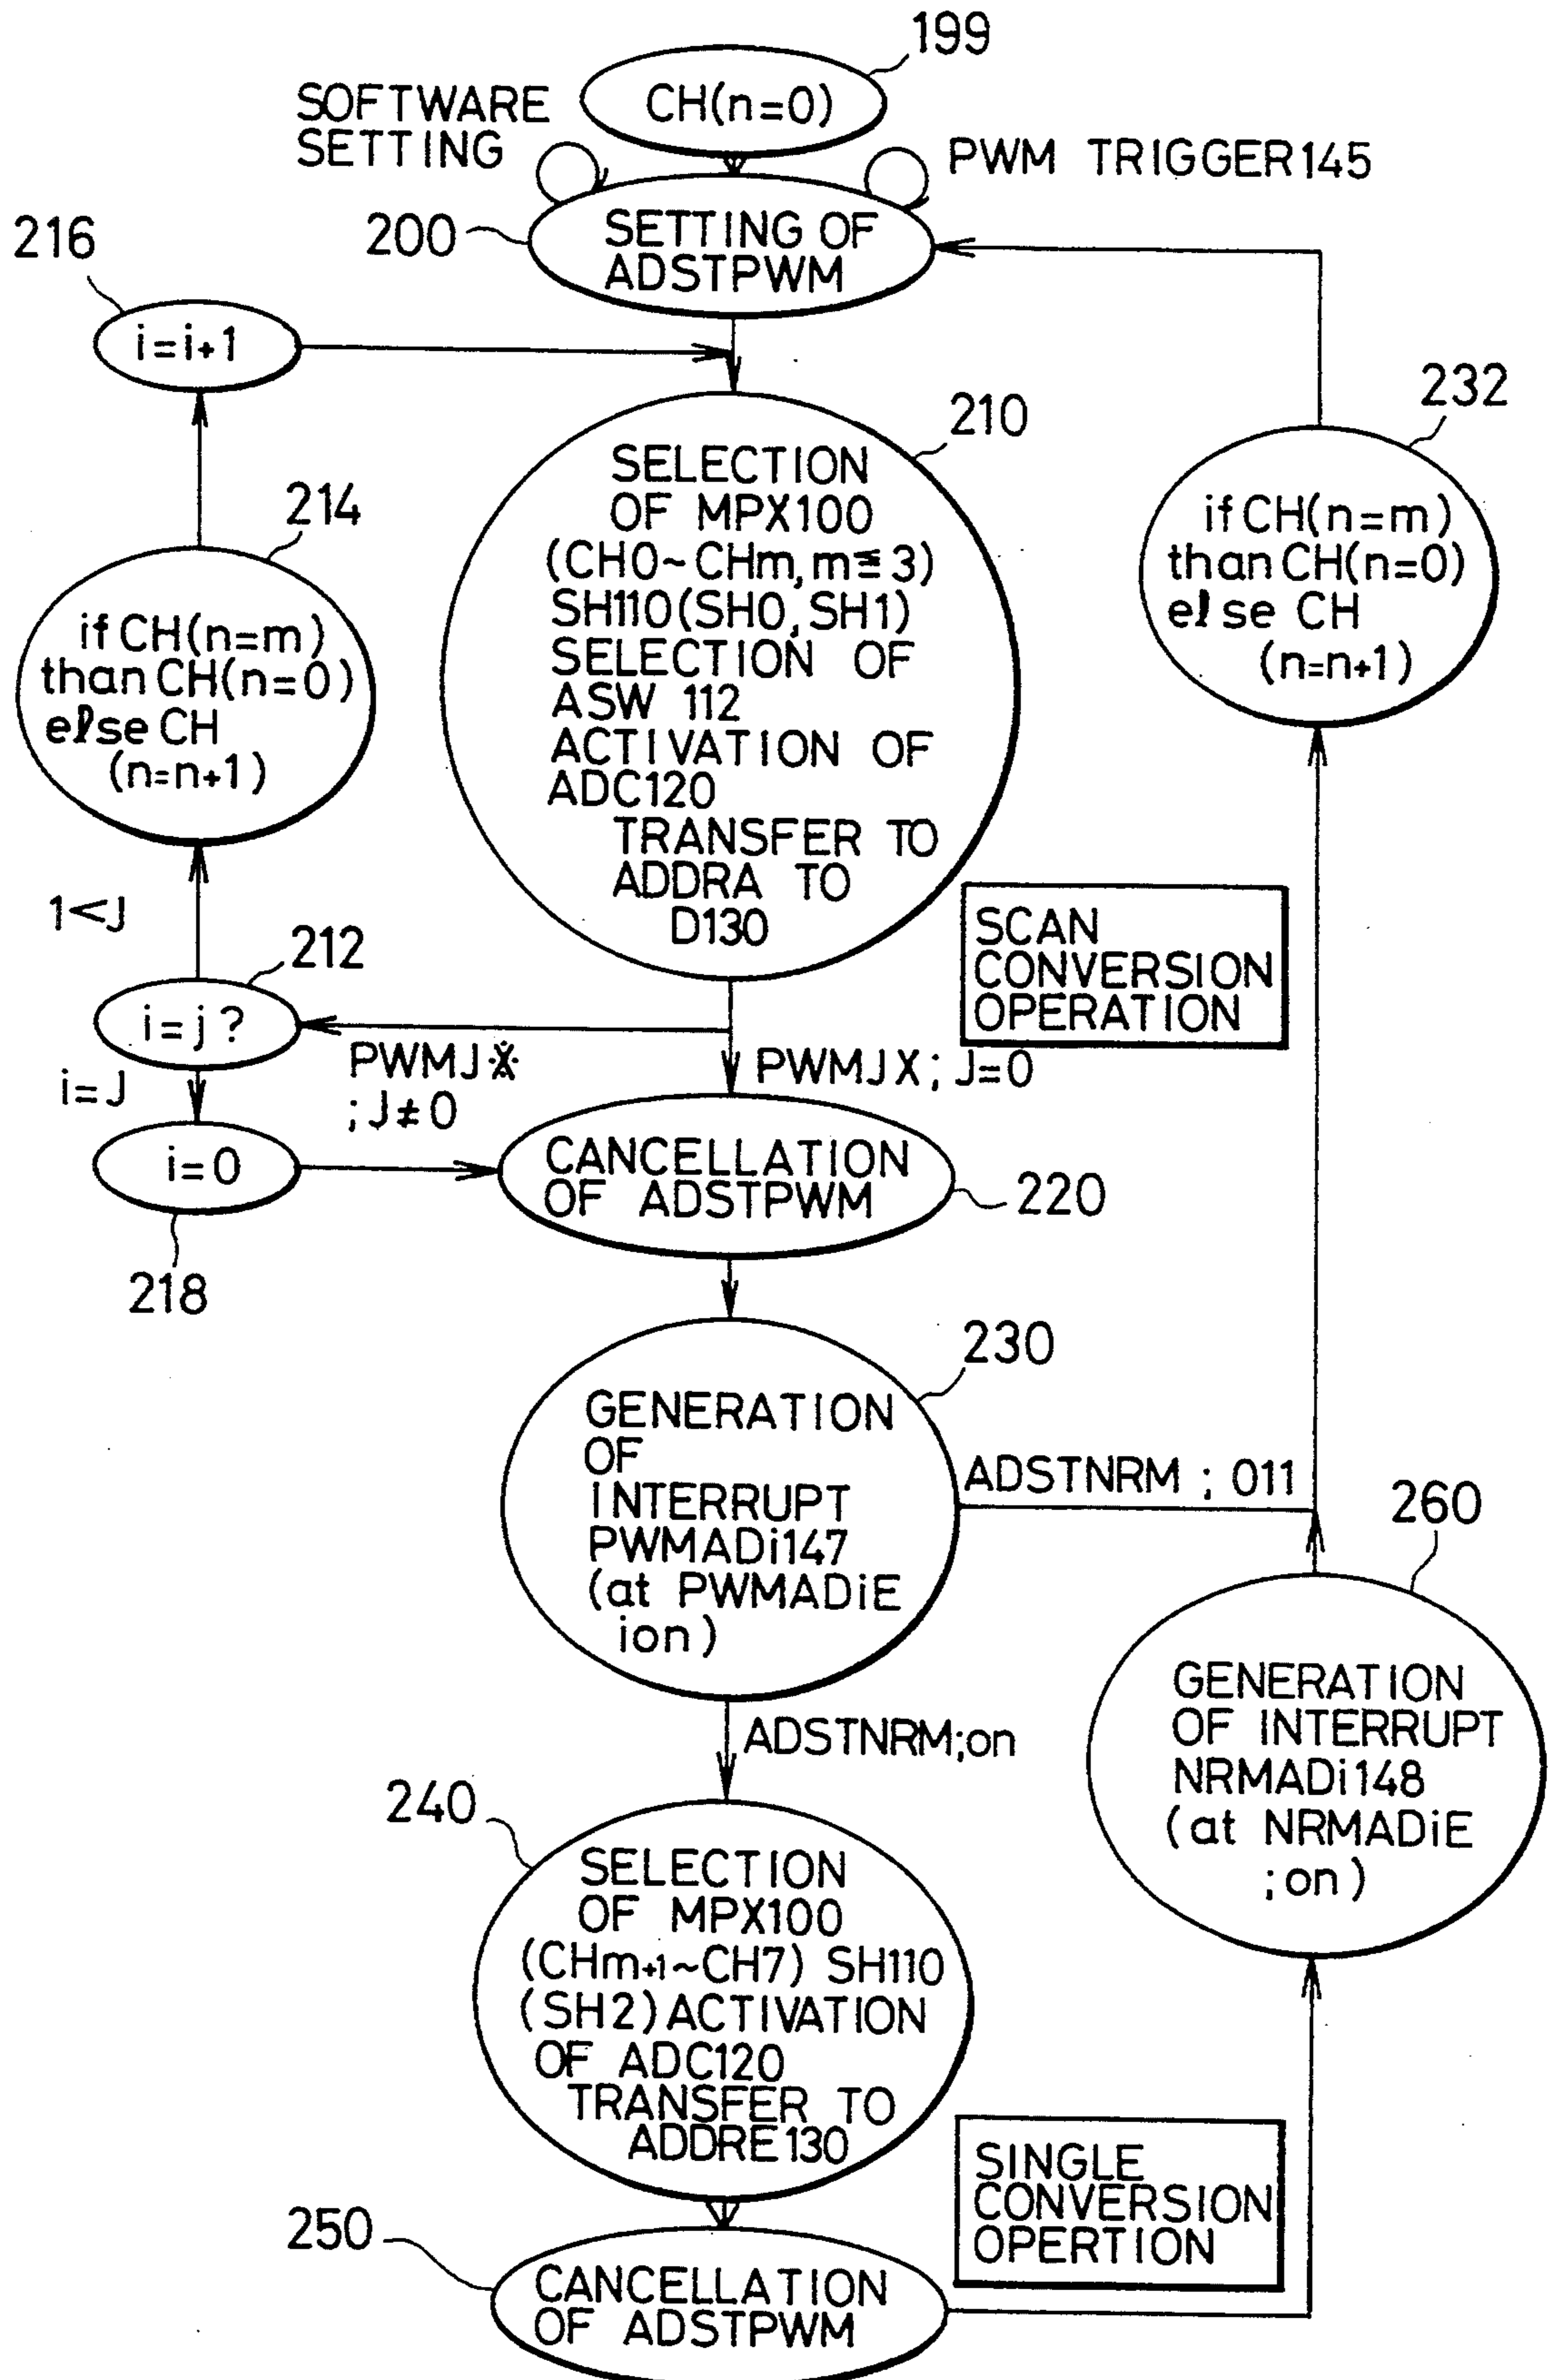 199
CH(n=0)
SOFTWARE
SETTING
PWM TRIGGER145
200
SETTING OF
ADSTPWM
216
i=i+1
232
if CH(n=m)
than CH(n=0)
else CH
(n=n+1)
210
SELECTION
OF MPX100
(CH0~CHm, m≦3)
SH110(SH0, SH1)
SELECTION OF
ASW 112
ACTIVATION OF
ADC120
TRANSFER TO
ADDRA TO
D130
214
if CH(n=m)
than CH(n=0)
else CH
(n=n+1)
1<J
212
i=j?
i=J
PWMJX
;J≠0
PWMJX; J=0
SCAN
CONVERSION
OPERATION
i=0
218
CANCELLATION
OF ADSTPWM
220
230
GENERATION
OF
INTERRUPT
PWMADi147
(at PWMADiE
ion)
ADSTNRM ; 011
260
GENERATION
OF INTERRUPT
NRMADi148
(at NRMADiE
;on)
ADSTNRM;on
240
SELECTION
OF MPX100
(CHm+1~CH7) SH110
(SH2) ACTIVATION
OF ADC120
TRANSFER TO
ADDRE130
SINGLE
CONVERSION
OPERTION
250
CANCELLATION
OF ADSTPWM